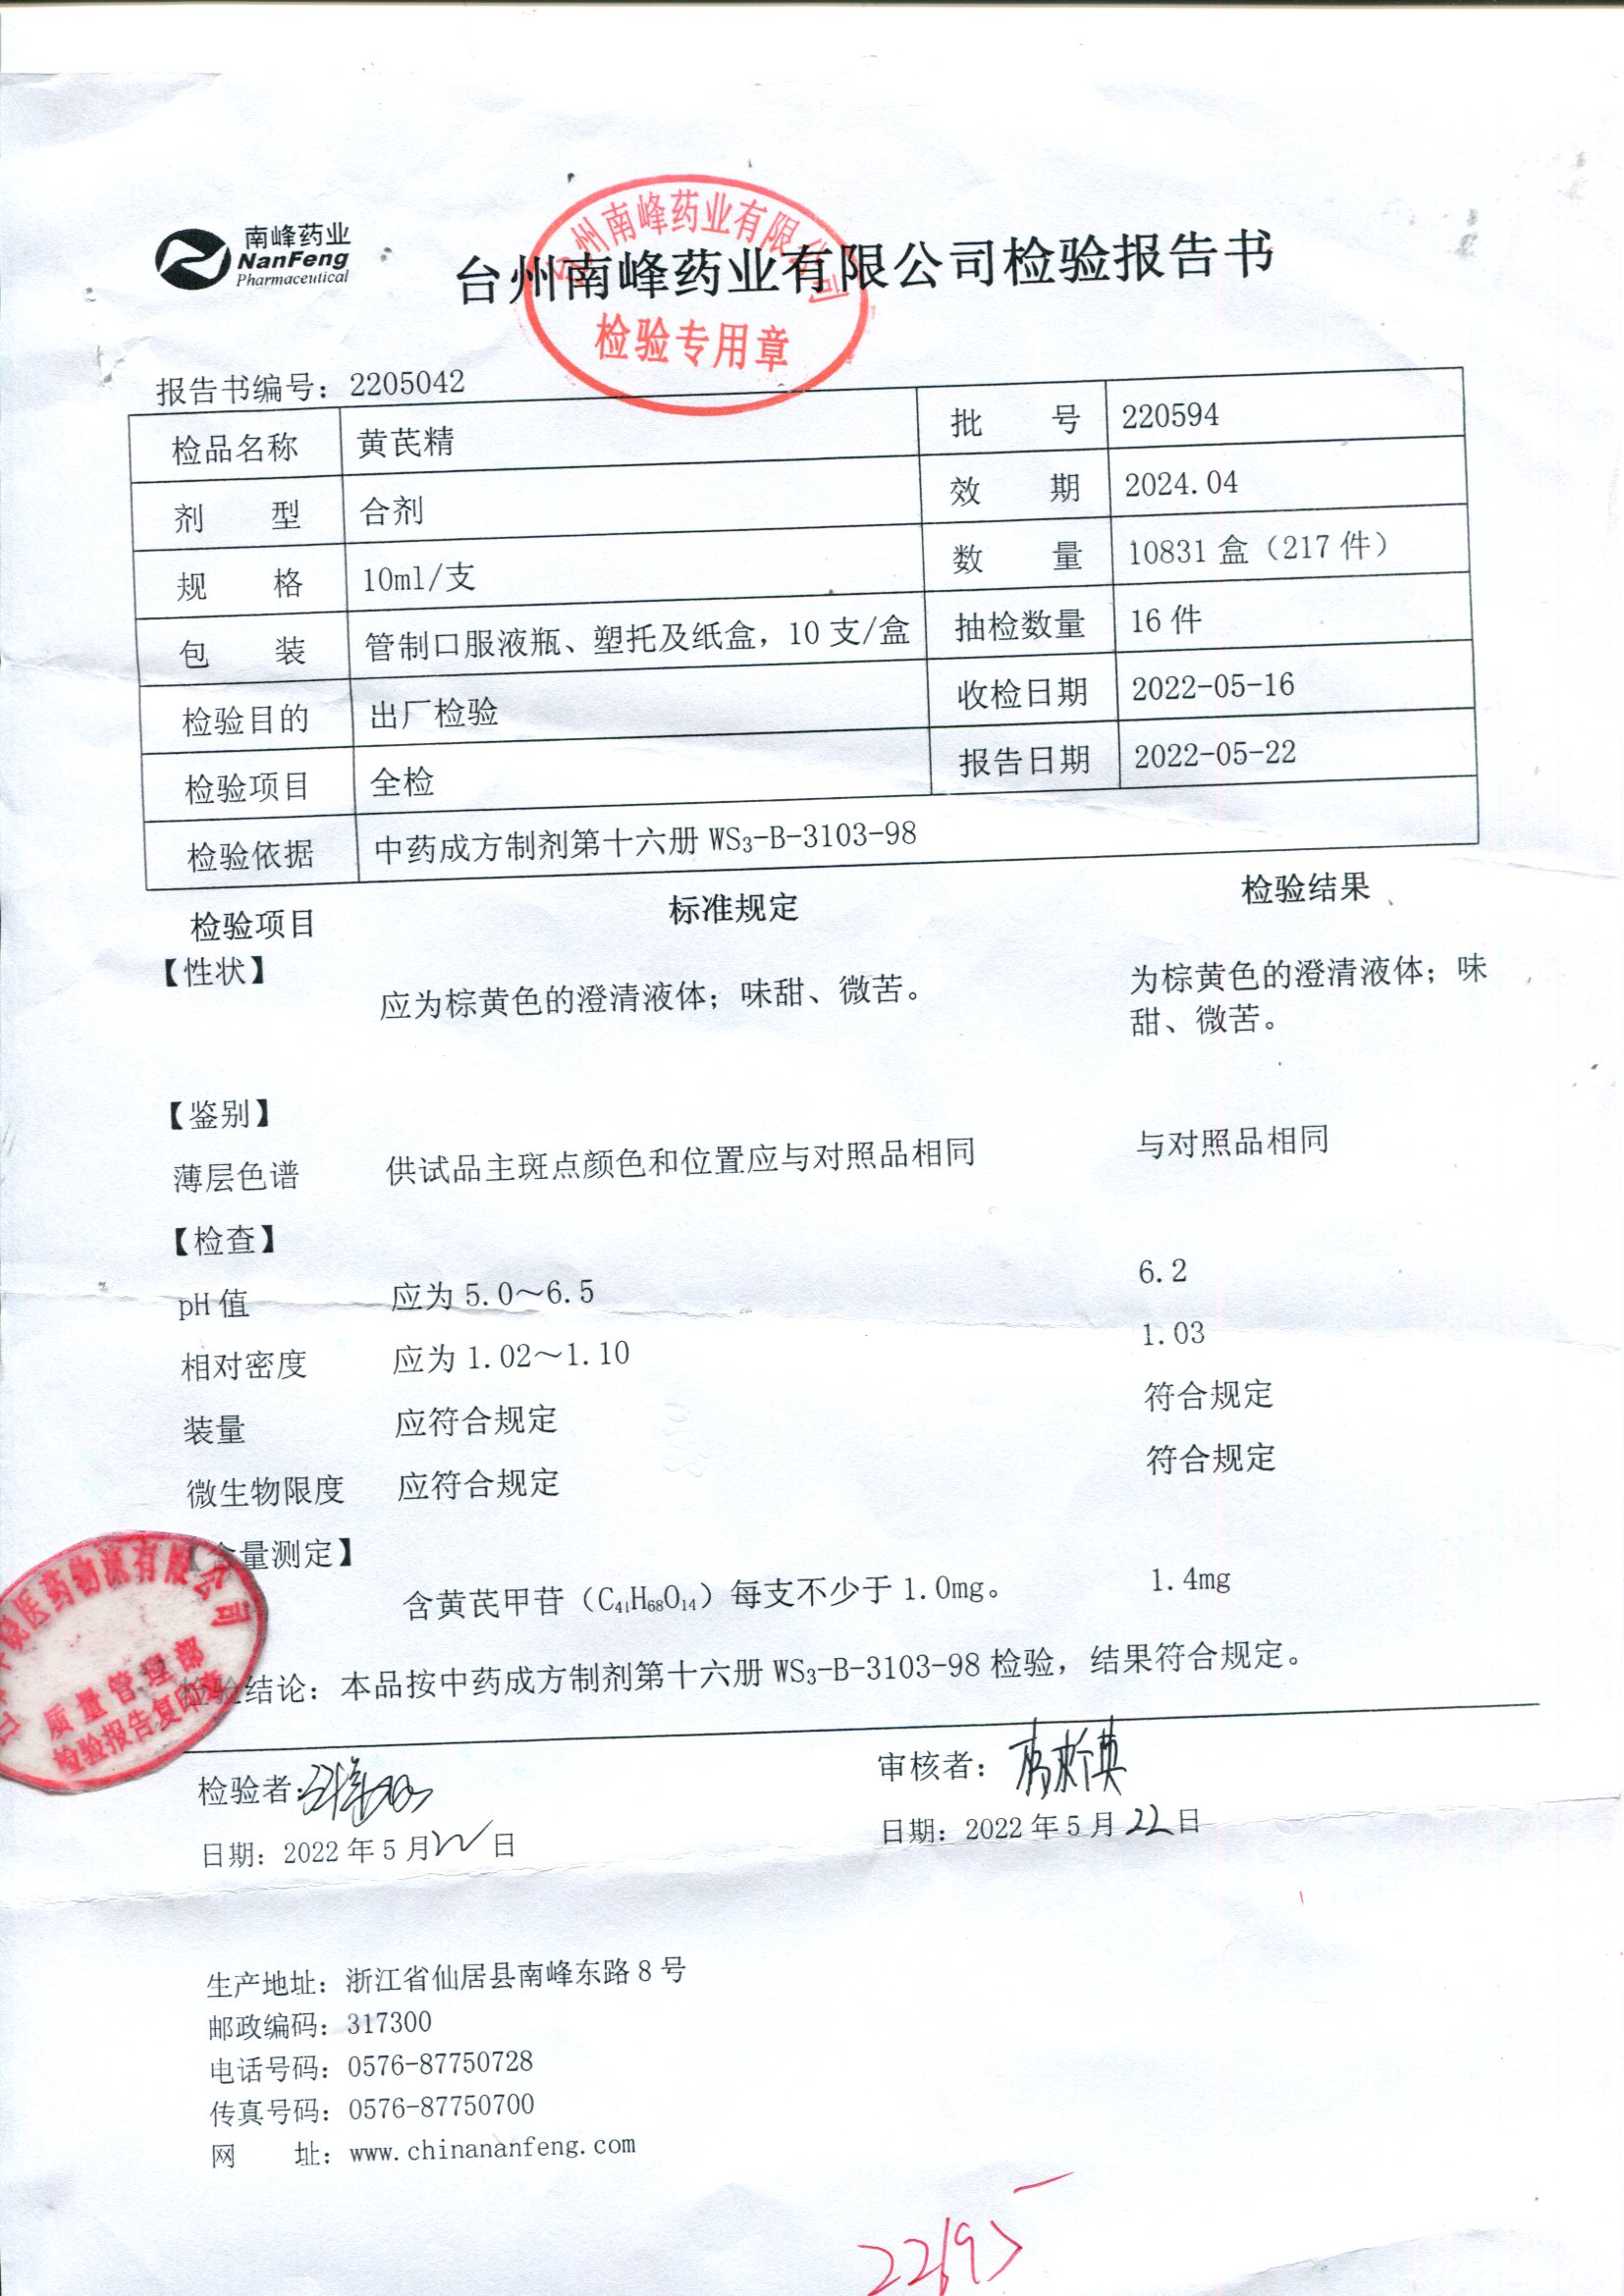 南峰药业
NanFeng
Pharmaceutical
台州南峰药业有限公司检验报告书
台州南峰药业有限公司
检验专用章
报告书编号：2205042
检品名称 黄芪精 批 号 220594
剂 型 合剂 效 期 2024.04
规 格 10ml/支 数 量 10831 盒（217 件）
包 装 管制口服液瓶、塑托及纸盒，10 支/盒 抽检数量 16 件
检验目的 出厂检验 收检日期 2022-05-16
检验项目 全检 报告日期 2022-05-22
检验依据 中药成方制剂第十六册 WS₃-B-3103-98
检验项目 标准规定 检验结果
【性状】
应为棕黄色的澄清液体；味甜、微苦。 为棕黄色的澄清液体；味
甜、微苦。
【鉴别】
薄层色谱 供试品主斑点颜色和位置应与对照品相同 与对照品相同
【检查】
pH 值 应为 5.0～6.5 6.2
相对密度 应为 1.02～1.10 1.03
装量 应符合规定 符合规定
微生物限度 应符合规定 符合规定
【含量测定】
含黄芪甲苷（C₄₁H₆₈O₁₄）每支不少于 1.0mg。 1.4mg
检验结论：本品按中药成方制剂第十六册 WS₃-B-3103-98 检验，结果符合规定。
医药物流有限公司
质量管理部
检验报告复印章
检验者：
审核者：
日期：2022 年 5 月 22 日
日期：2022 年 5 月 22 日
生产地址：浙江省仙居县南峰东路 8 号
邮政编码：317300
电话号码：0576-87750728
传真号码：0576-87750700
网 址：www.chinananfeng.com